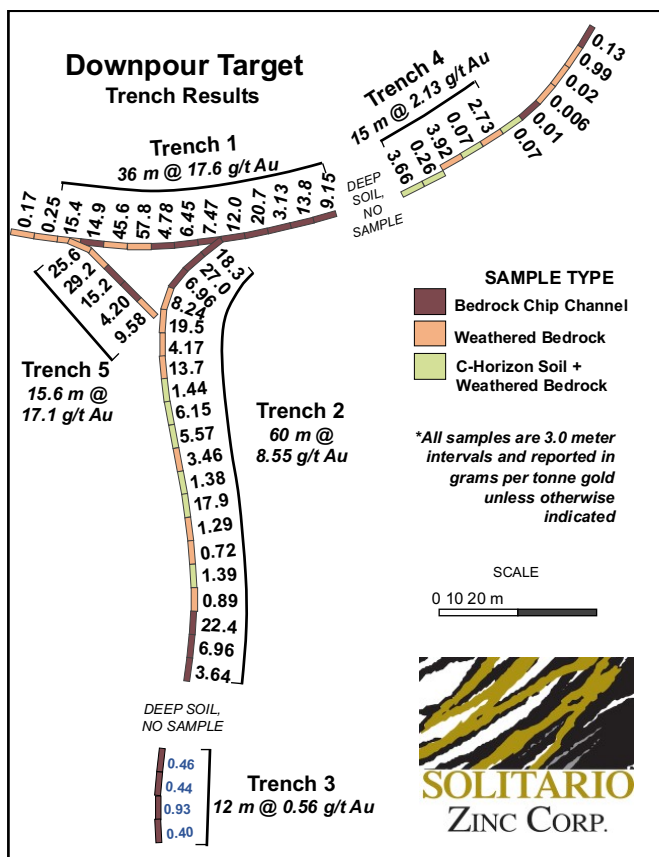 Downpour Target
Trench Results
Trench 1
36 m @ 17.6 g/t Au
0.17
0.25
15.4
14.9
45.6
57.8
4.78
6.45
7.47
12.0
20.7
3.13
13.8
9.15
DEEP
SOIL,
NO
SAMPLE
Trench 4
15 m @ 2.13 g/t Au
3.66
0.26
3.92
0.07
2.73
0.07
0.01
0.006
0.02
0.99
0.13
25.6
29.2
15.2
4.20
9.58
Trench 5
15.6 m @
17.1 g/t Au
18.3
27.0
6.96
8.24
19.5
4.17
13.7
1.44
6.15
5.57
3.46
1.38
17.9
1.29
0.72
1.39
0.89
22.4
6.96
3.64
Trench 2
60 m @
8.55 g/t Au
DEEP SOIL,
NO SAMPLE
0.46
0.44
0.93
0.40
Trench 3
12 m @ 0.56 g/t Au
SAMPLE TYPE
Bedrock Chip Channel
Weathered Bedrock
C-Horizon Soil +
Weathered Bedrock
*All samples are 3.0 meter
intervals and reported in
grams per tonne gold
unless otherwise
indicated
SCALE
0 10 20 m
SOLITARIO
ZINC CORP.